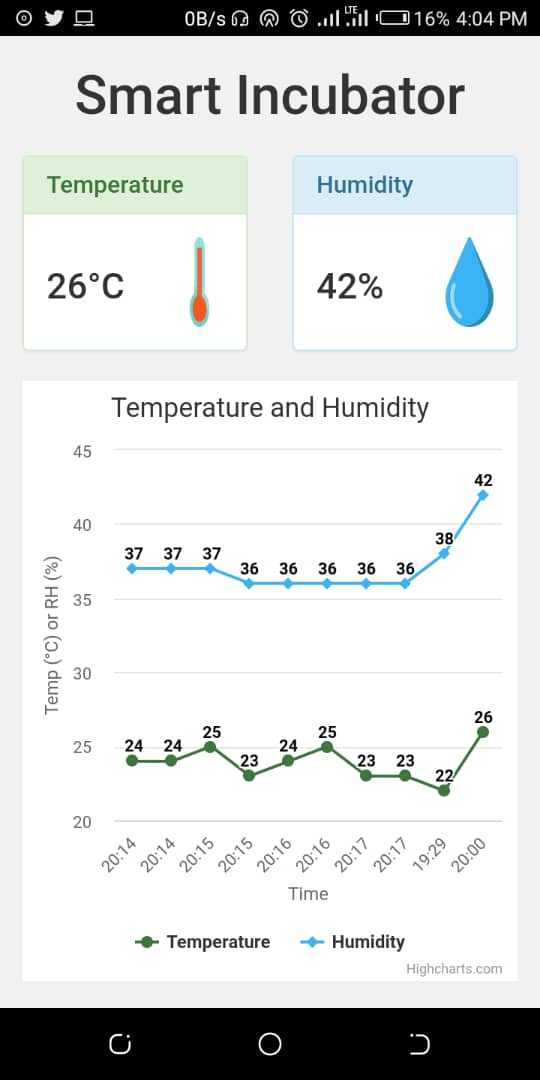 0B/s LTE 16% 4:04 PM
Smart Incubator
Temperature
26°C
Humidity
42%
Temperature and Humidity
45
40
35
30
25
20
Temp (°C) or RH (%)
37 37 37 36 36 36 36 36 38 42
24 24 25 23 24 25 23 23 22 26
20:14 20:14 20:15 20:15 20:16 20:16 20:17 20:17 19:29 20:00
Time
Temperature Humidity
Highcharts.com